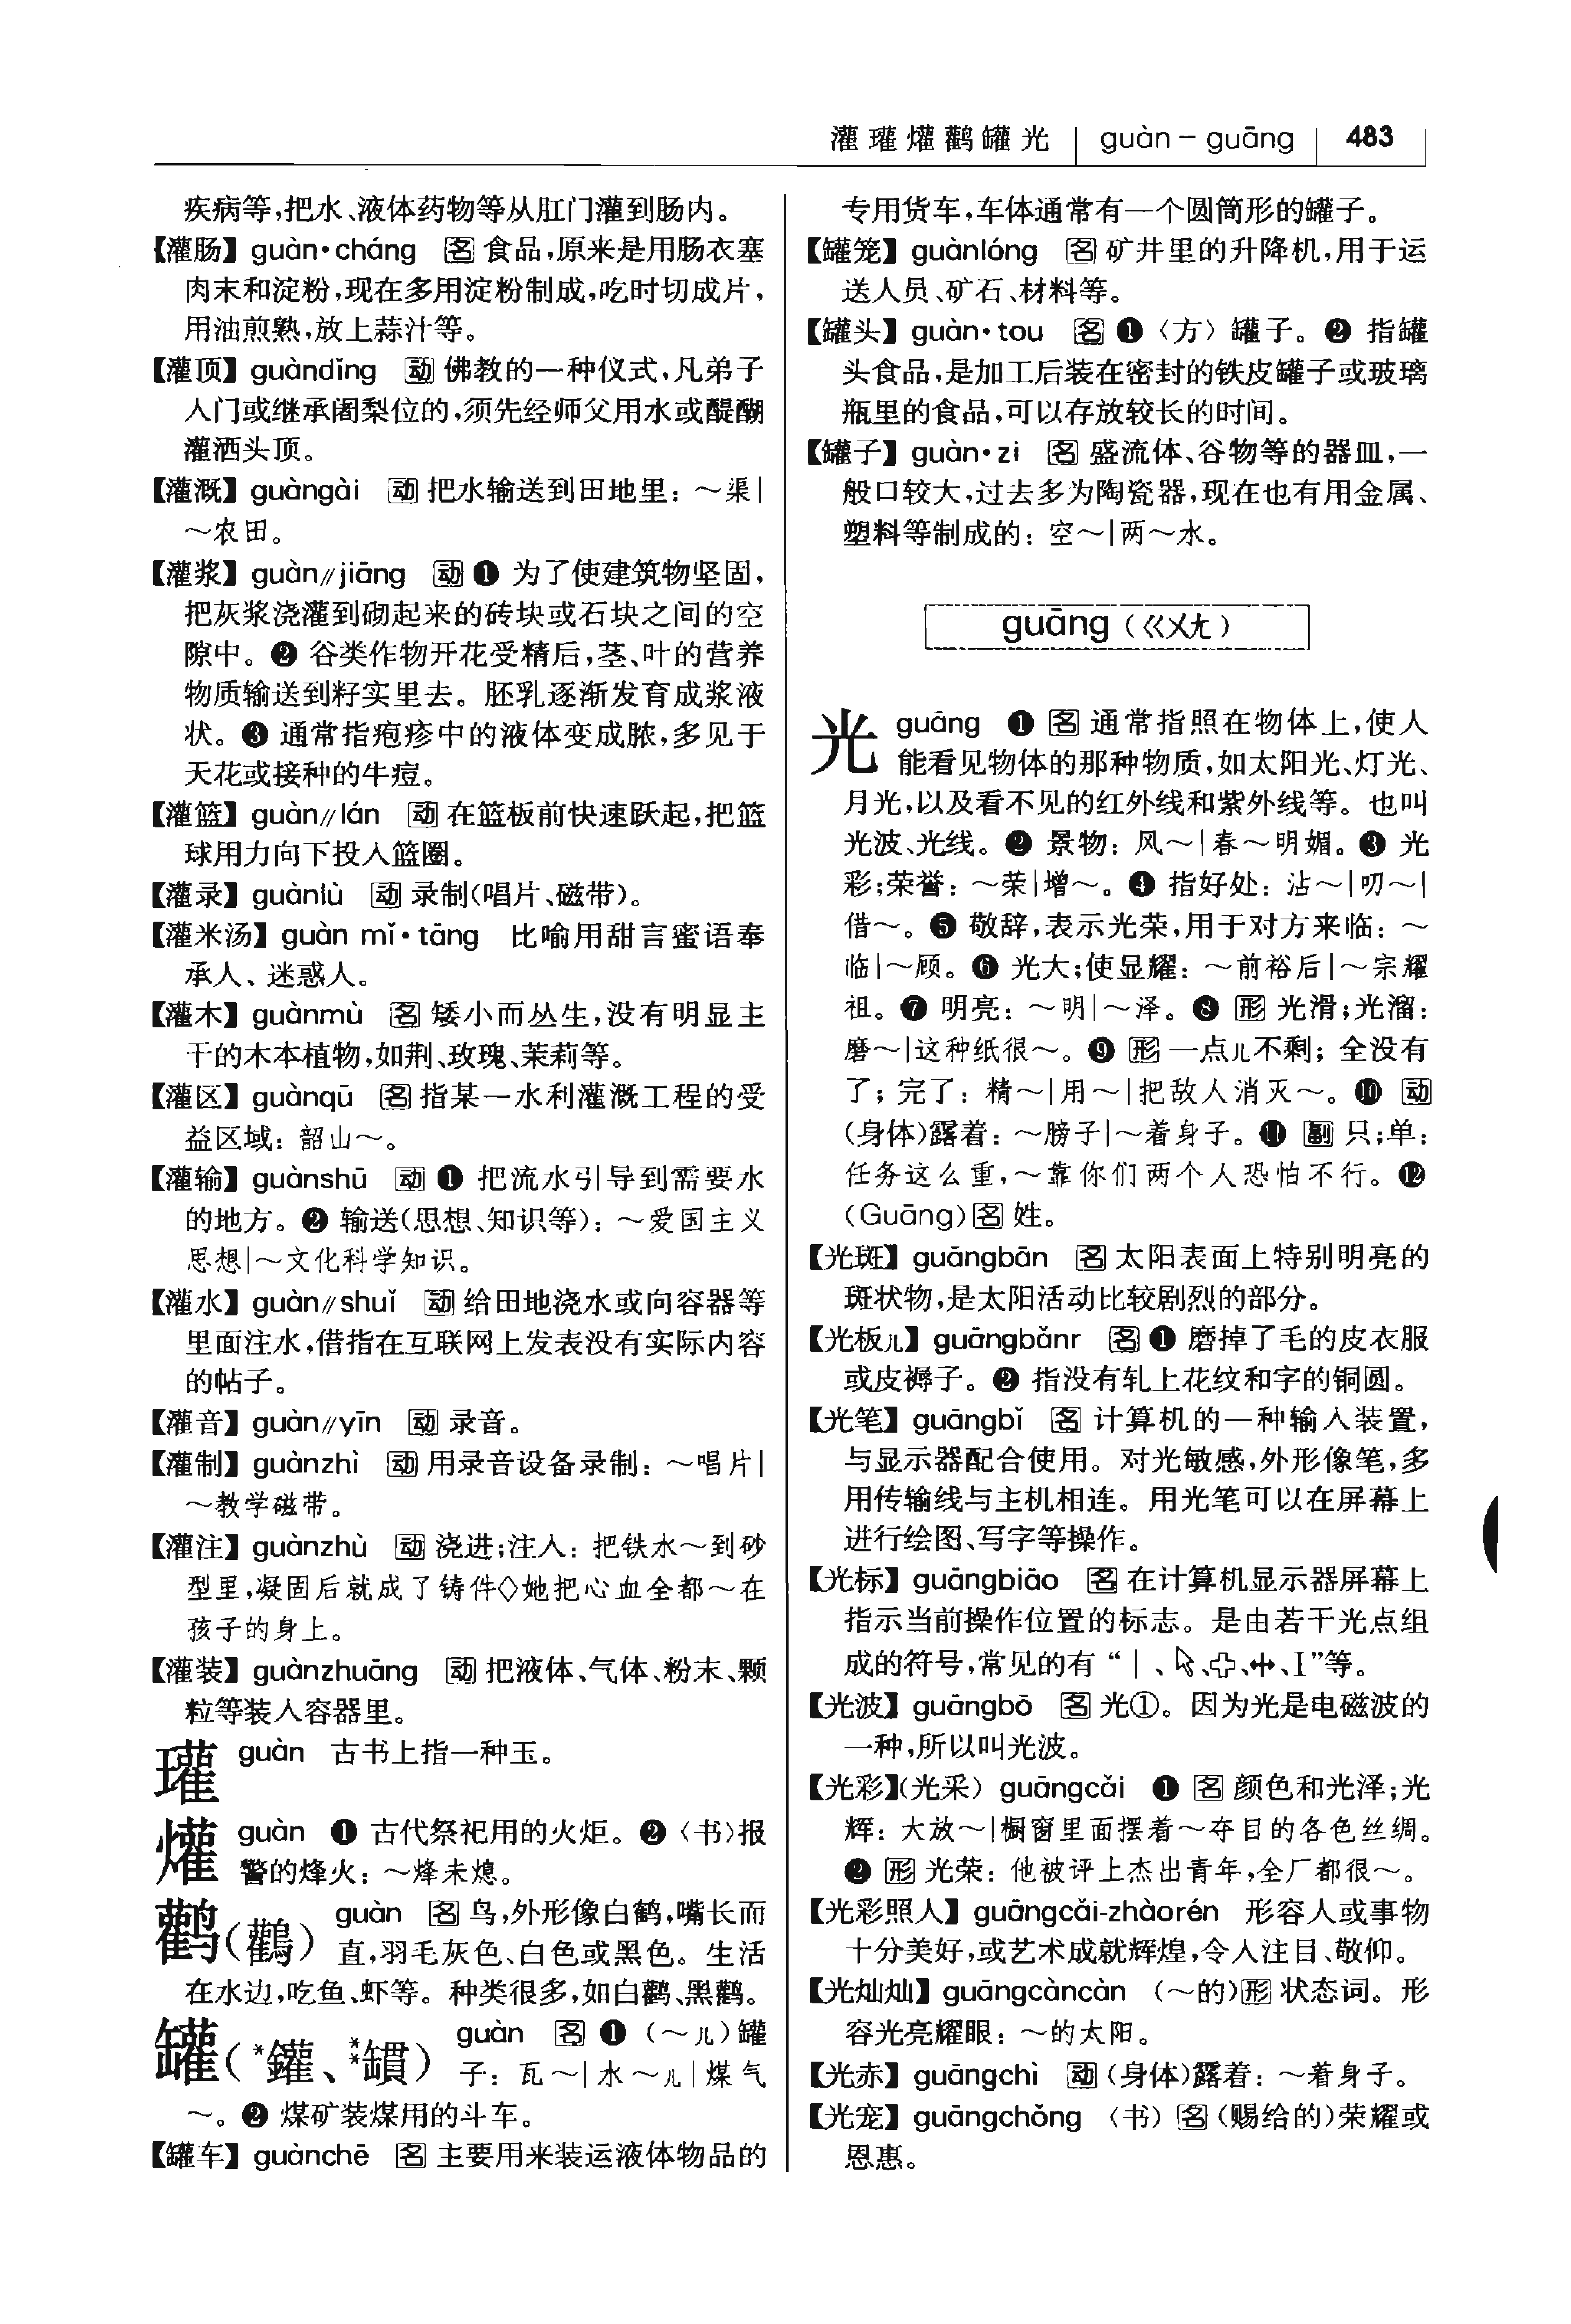 灌瓘爟鹳罐光 guàn－guāng 483
疾病等，把水、液体药物等从肛门灌到肠内。
【灌肠】 guàn·cháng 名 食品，原来是用肠衣塞
肉末和淀粉，现在多用淀粉制成，吃时切成片，
用油煎熟，放上蒜汁等。
【灌顶】 guàndǐng 动 佛教的一种仪式，凡弟子
入门或继承阇梨位的，须先经师父用水或醍醐
灌洒头顶。
【灌溉】 guàngài 动 把水输送到田地里：～渠|
～农田。
【灌浆】 guàn//jiāng 动 ❶ 为了使建筑物坚固，
把灰浆浇灌到砌起来的砖块或石块之间的空
隙中。❷ 谷类作物开花受精后，茎、叶的营养
物质输送到籽实里去。胚乳逐渐发育成浆液
状。❸ 通常指疱疹中的液体变成脓，多见于
天花或接种的牛痘。
【灌篮】 guàn//lán 动 在篮板前快速跃起，把篮
球用力向下投入篮圈。
【灌录】 guànlù 动 录制（唱片、磁带）。
【灌米汤】 guàn mǐ·tāng 比喻用甜言蜜语奉
承人、迷惑人。
【灌木】 guànmù 名 矮小而丛生，没有明显主
干的木本植物，如荆、玫瑰、茉莉等。
【灌区】 guànqū 名 指某一水利灌溉工程的受
益区域：韶山～。
【灌输】 guànshū 动 ❶ 把流水引导到需要水
的地方。❷ 输送（思想、知识等）：～爱国主义
思想|～文化科学知识。
【灌水】 guàn//shuǐ 动 给田地浇水或向容器等
里面注水，借指在互联网上发表没有实际内容
的帖子。
【灌音】 guàn//yīn 动 录音。
【灌制】 guànzhì 动 用录音设备录制：～唱片|
～教学磁带。
【灌注】 guànzhù 动 浇进；注入：把铁水～到砂
型里，凝固后就成了铸件◇她把心血全都～在
孩子的身上。
【灌装】 guànzhuāng 动 把液体、气体、粉末、颗
粒等装入容器里。
瓘 guàn 古书上指一种玉。
爟 guàn ❶ 古代祭祀用的火炬。❷〈书〉报
警的烽火：～烽未熄。
鹳（鸛） guàn 名 鸟，外形像白鹤，嘴长而
直，羽毛灰色、白色或黑色。生活
在水边，吃鱼、虾等。种类很多，如白鹳、黑鹳。
罐（*鑵、**罆） guàn 名 ❶（～儿）罐
子：瓦～|水～儿|煤气
～。❷ 煤矿装煤用的斗车。
【罐车】 guànchē 名 主要用来装运液体物品的
专用货车，车体通常有一个圆筒形的罐子。
【罐笼】 guànlóng 名 矿井里的升降机，用于运
送人员、矿石、材料等。
【罐头】 guàn·tou 名 ❶〈方〉罐子。❷ 指罐
头食品，是加工后装在密封的铁皮罐子或玻璃
瓶里的食品，可以存放较长的时间。
【罐子】 guàn·zi 名 盛流体、谷物等的器皿，一
般口较大，过去多为陶瓷器，现在也有用金属、
塑料等制成的：空～|两～水。
guāng（ㄍㄨㄤ）
光 guāng ❶ 名 通常指照在物体上，使人
能看见物体的那种物质，如太阳光、灯光、
月光，以及看不见的红外线和紫外线等。也叫
光波、光线。❷ 景物：风～|春～明媚。❸ 光
彩；荣誉：～荣|增～。❹ 指好处：沾～|叨～|
借～。❺ 敬辞，表示光荣，用于对方来临：～
临|～顾。❻ 光大；使显耀：～前裕后|～宗耀
祖。❼ 明亮：～明|～泽。❽ 形 光滑；光溜：
磨～|这种纸很～。❾ 形 一点儿不剩；全没有
了；完了：精～|用～|把敌人消灭～。❿ 动
（身体）露着：～膀子|～着身子。⓫ 副 只；单：
任务这么重，～靠你们两个人恐怕不行。⓬
（Guāng）名 姓。
【光斑】 guāngbān 名 太阳表面上特别明亮的
斑状物，是太阳活动比较剧烈的部分。
【光板儿】 guāngbǎnr 名 ❶ 磨掉了毛的皮衣服
或皮褥子。❷ 指没有轧上花纹和字的铜圆。
【光笔】 guāngbǐ 名 计算机的一种输入装置，
与显示器配合使用。对光敏感，外形像笔，多
用传输线与主机相连。用光笔可以在屏幕上
进行绘图、写字等操作。
【光标】 guāngbiāo 名 在计算机显示器屏幕上
指示当前操作位置的标志。是由若干光点组
成的符号，常见的有“|、、、、I”等。
【光波】 guāngbō 名 光①。因为光是电磁波的
一种，所以叫光波。
【光彩】（光采） guāngcǎi ❶ 名 颜色和光泽；光
辉：大放～|橱窗里面摆着～夺目的各色丝绸。
❷ 形 光荣：他被评上杰出青年，全厂都很～。
【光彩照人】 guāngcǎi-zhàorén 形容人或事物
十分美好，或艺术成就辉煌，令人注目、敬仰。
【光灿灿】 guāngcàncàn （～的）形 状态词。形
容光亮耀眼：～的太阳。
【光赤】 guāngchì 动（身体）露着：～着身子。
【光宠】 guāngchǒng〈书〉名（赐给的）荣耀或
恩惠。